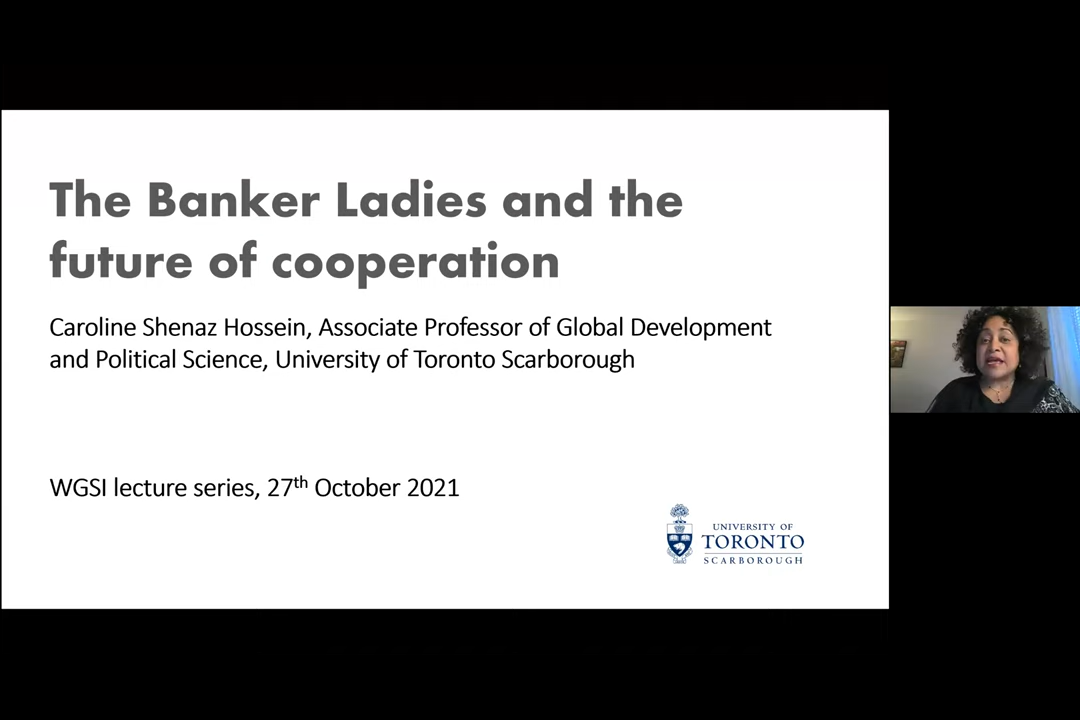 The Banker Ladies and the
future of cooperation
Caroline Shenaz Hossein, Associate Professor of Global Development
and Political Science, University of Toronto Scarborough
WGSI lecture series, 27th October 2021
UNIVERSITY OF
TORONTO
SCARBOROUGH